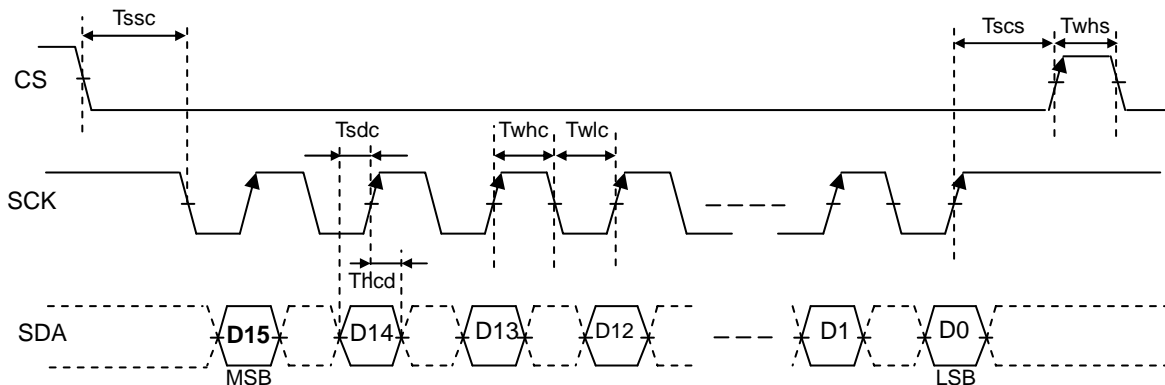 Tssc
Tscs
Twhs
CS
Tsdc
Twhc
Twlc
SCK
Thcd
SDA
D15
D14
D13
D12
D1
D0
MSB
LSB